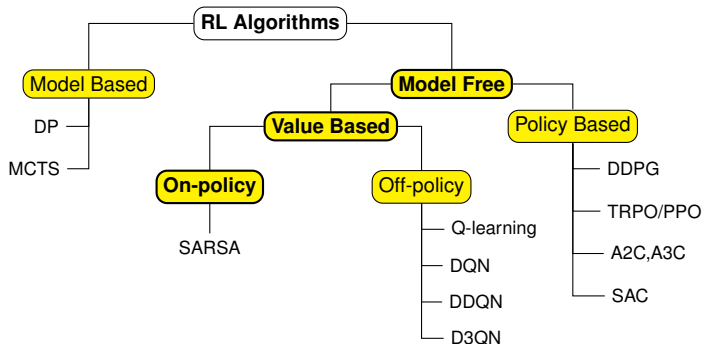 RL Algorithms
Model Based
DP
MCTS
Model Free
Value Based
On-policy
SARSA
Off-policy
Q-learning
DQN
DDQN
D3QN
Policy Based
DDPG
TRPO/PPO
A2C,A3C
SAC